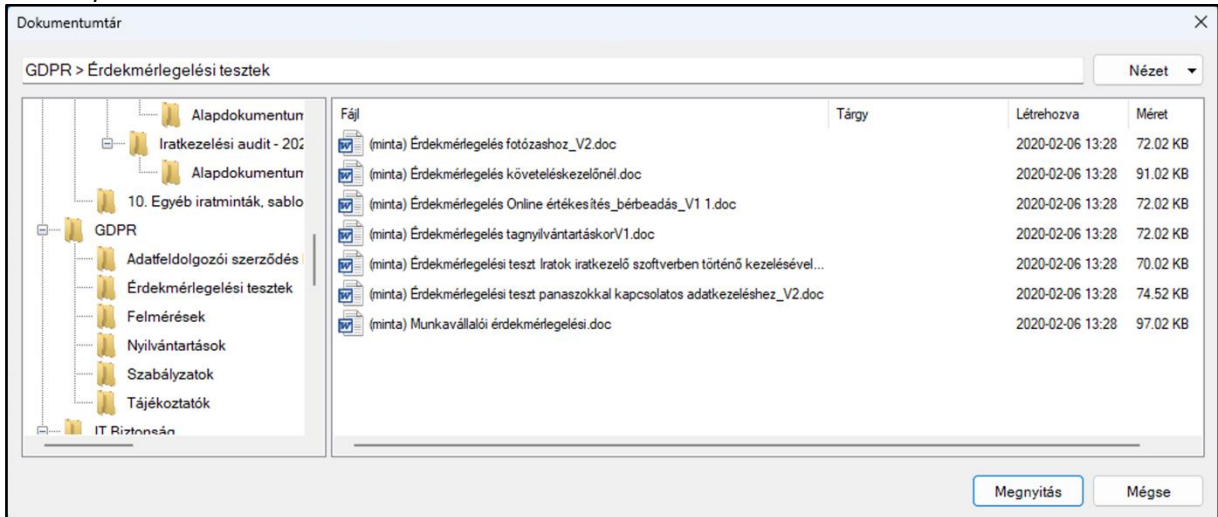 Dokumentumtár
GDPR > Érdekmérlegelési tesztek
Nézet
Alapdokumentum
Iratkezelési audit - 202
Alapdokumentum
10. Egyéb iratminták, sablo
GDPR
Adatfeldolgozói szerződés
Érdekmérlegelési tesztek
Felmérések
Nyilvántartások
Szabályzatok
Tájékoztatók
IT Biztonság
Fájl Tárgy Létrehozva Méret
(minta) Érdekmérlegelés fotózashoz_V2.doc 2020-02-06 13:28 72.02 KB
(minta) Érdekmérlegelés követeléskezelőnél.doc 2020-02-06 13:28 91.02 KB
(minta) Érdekmérlegelés Online értékesítés_bérbeadás_V1 1.doc 2020-02-06 13:28 72.02 KB
(minta) Érdekmérlegelés tagnyilvántartáskorV1.doc 2020-02-06 13:28 72.02 KB
(minta) Érdekmérlegelési teszt Iratok iratkezelő szoftverben történő kezelésével... 2020-02-06 13:28 70.02 KB
(minta) Érdekmérlegelési teszt panaszokkal kapcsolatos adatkezeléshez_V2.doc 2020-02-06 13:28 74.52 KB
(minta) Munkavállalói érdekmérlegelési.doc 2020-02-06 13:28 97.02 KB
Megnyitás Mégse